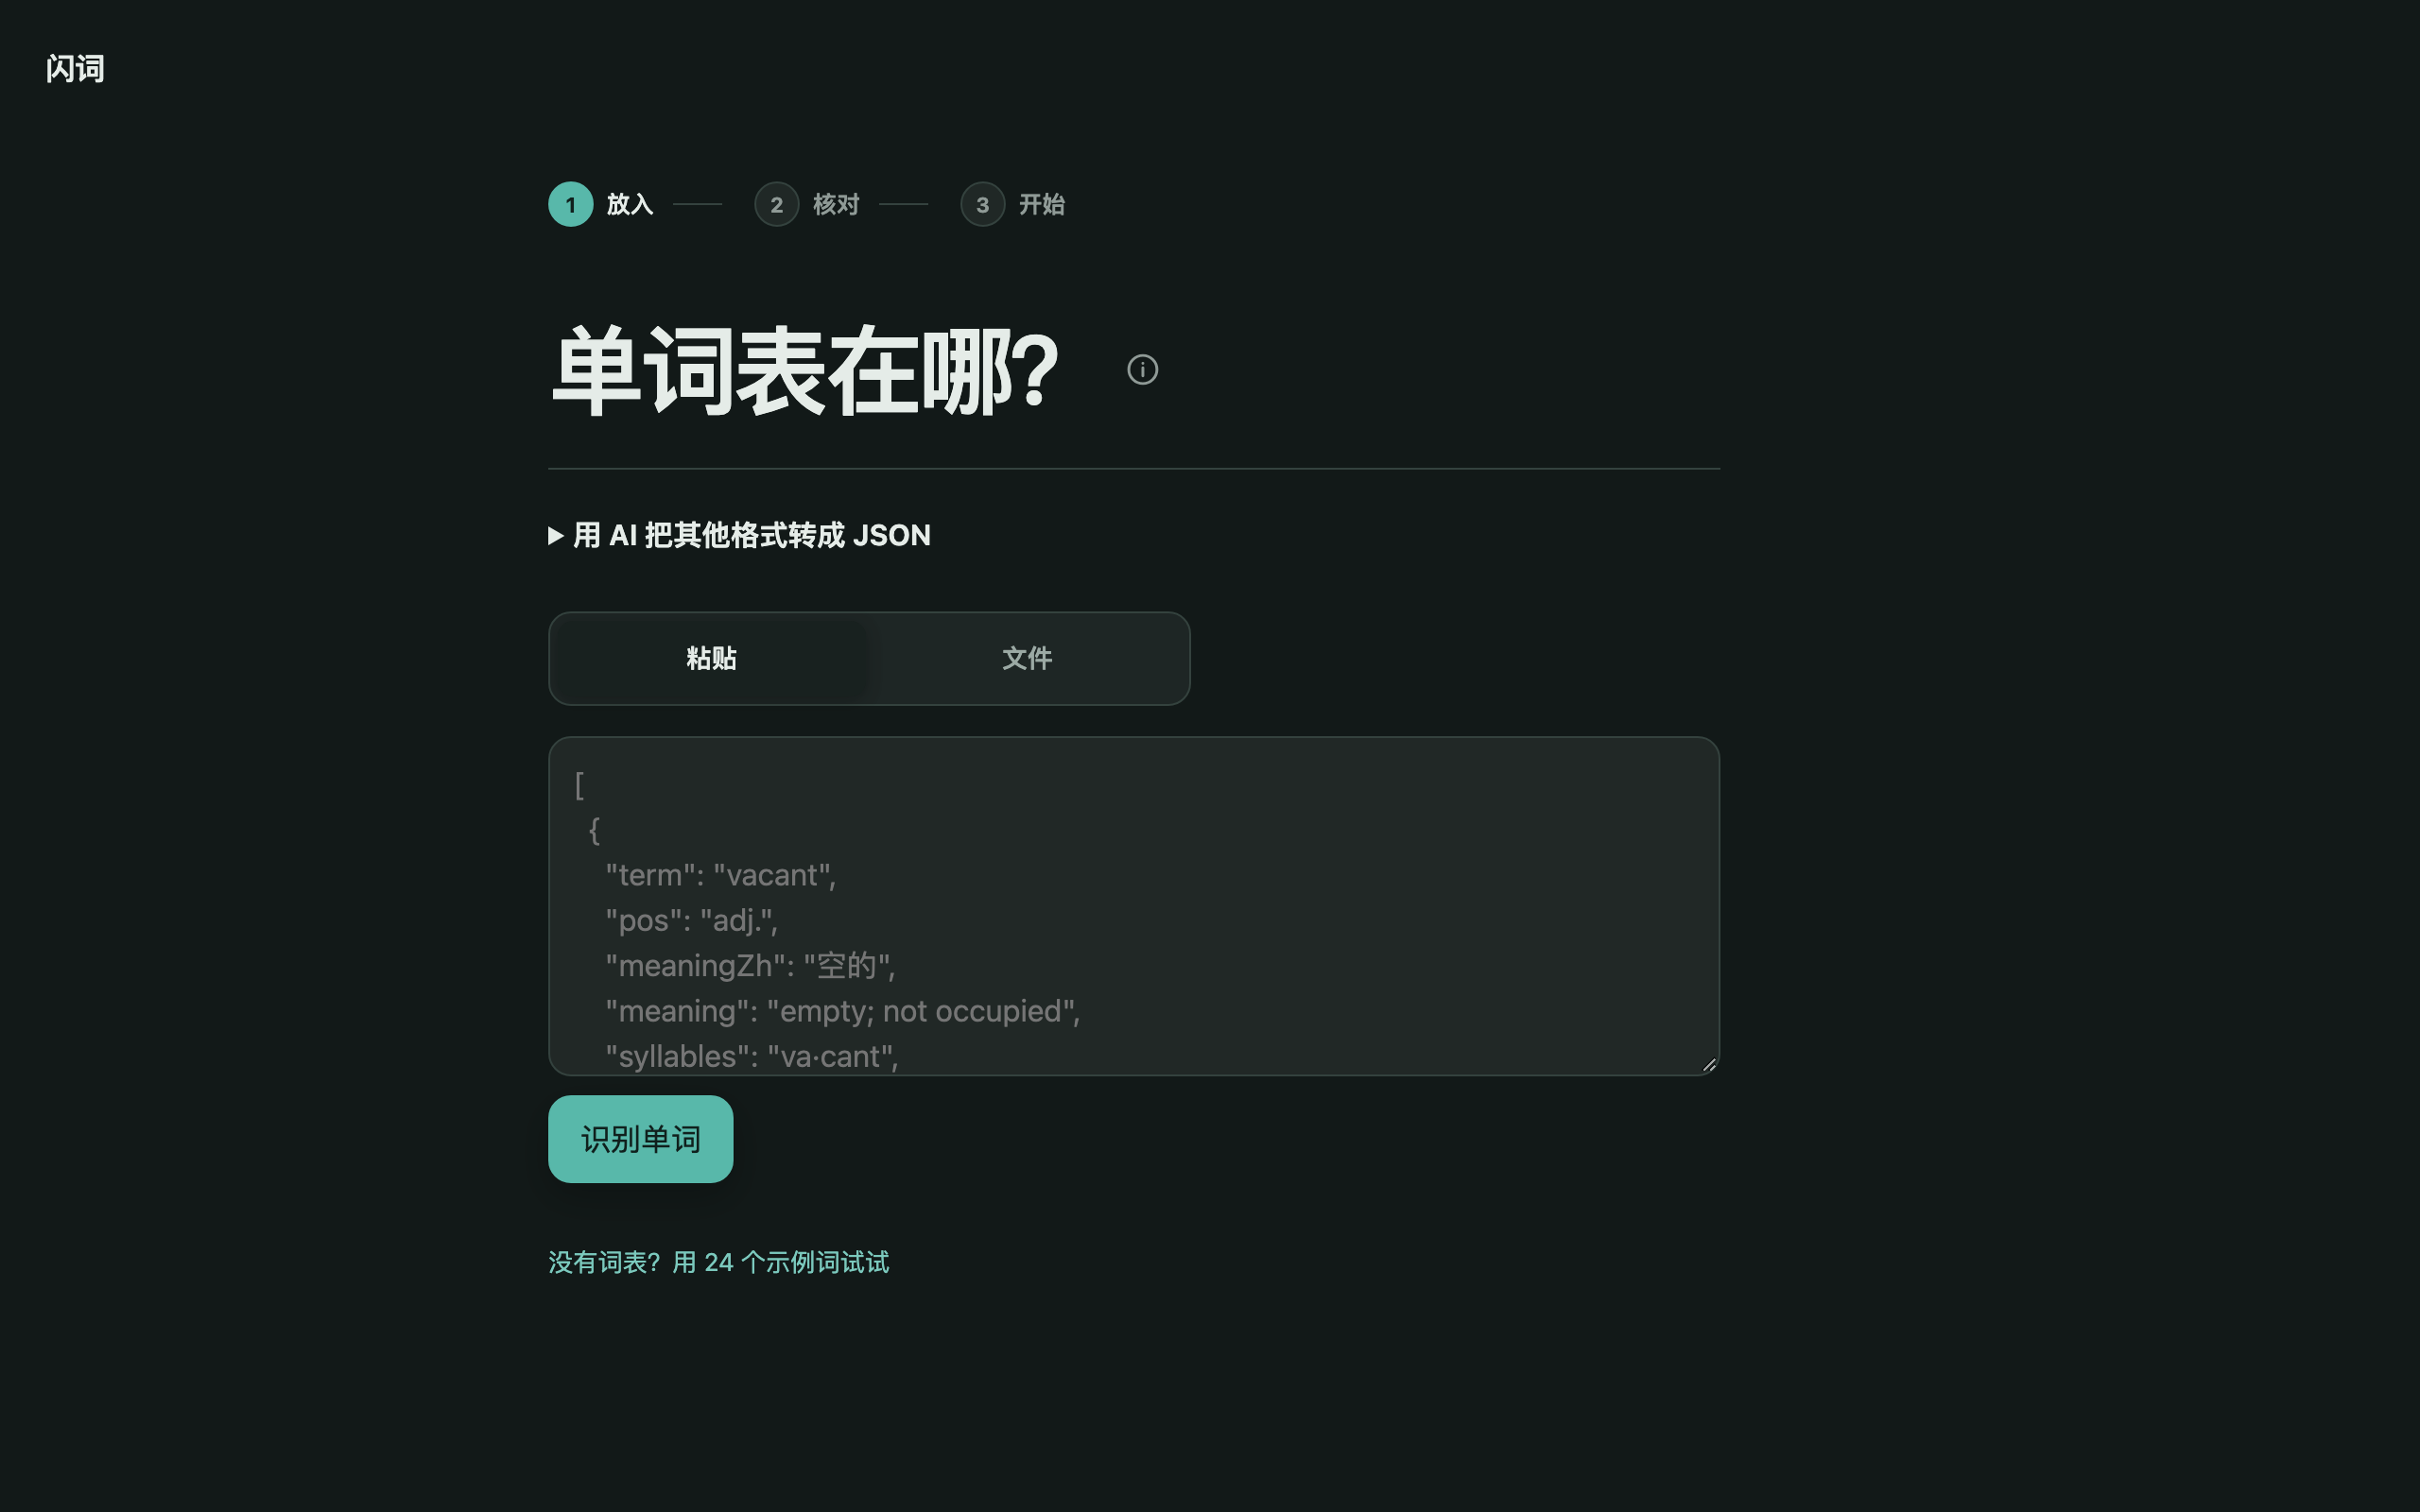 闪词
1 放入 2 核对 3 开始
单词表在哪?
用 AI 把其他格式转成 JSON
粘贴 文件
[
{
"term": "vacant",
"pos": "adj.",
"meaningZh": "空的",
"meaning": "empty; not occupied",
"syllables": "va·cant",
识别单词
没有词表？用 24 个示例词试试